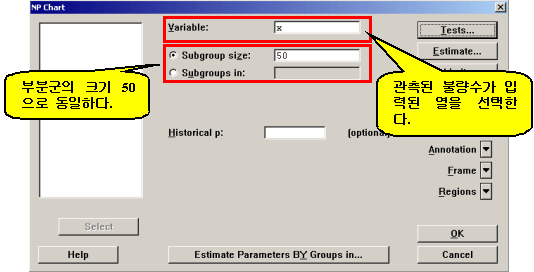 NP Chart
Variable:
x
Tests...
Subgroup size:
50
Estimate...
Subgroups in:
부분군의 크기 50
으로 동일하다.
관측된 불량수가 입
력된 열을 선택한
다.
Historical p:
(optional)
Annotation
Frame
Regions
Select
OK
Help
Estimate Parameters BY Groups in...
Cancel